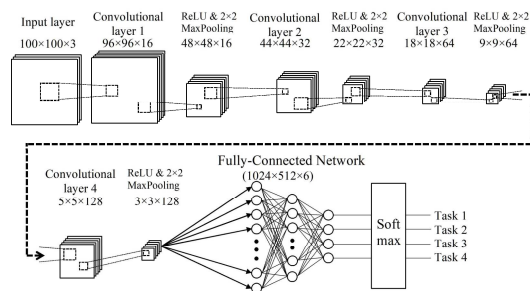 Input layer
100×100×3
Convolutional
layer 1
96×96×16
ReLU & 2×2
MaxPooling
48×48×16
Convolutional
layer 2
44×44×32
ReLU & 2×2
MaxPooling
22×22×32
Convolutional
layer 3
18×18×64
ReLU & 2×2
MaxPooling
9×9×64
Convolutional
layer 4
5×5×128
ReLU & 2×2
MaxPooling
3×3×128
Fully-Connected Network
(1024×512×6)
Soft
max
Task 1
Task 2
Task 3
Task 4